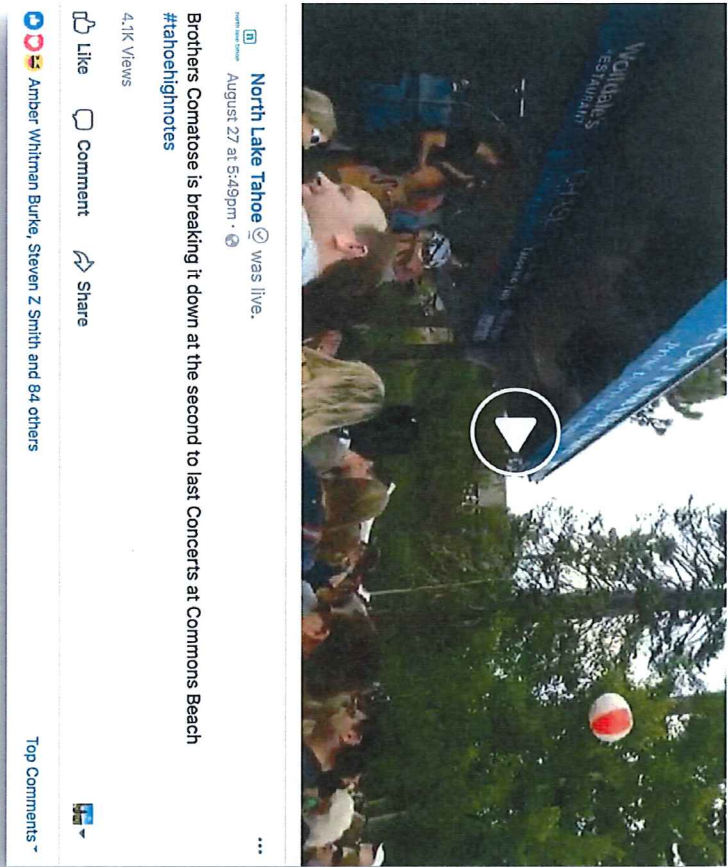 North Lake Tahoe was live.
August 27 at 5:49pm ·
Brothers Comatose is breaking it down at the second to last Concerts at Commons Beach
#tahoehighnotes
4.1K Views
Like Comment Share
Amber Whitman Burke, Steven Z Smith and 84 others
Top Comments
Wolfdale's
RESTAURANT